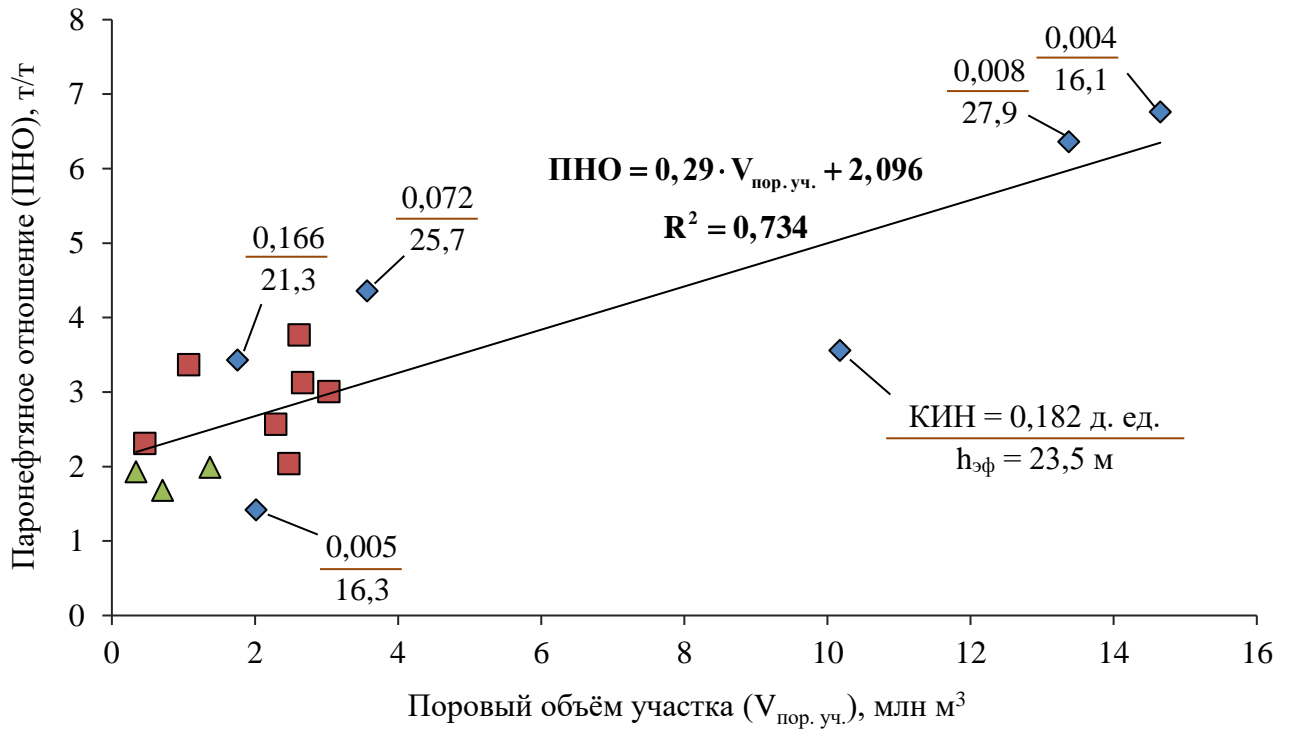 Паронефтяное отношение (ПНО), т/т
8
7
6
5
4
3
2
1
0
0 2 4 6 8 10 12 14 16
Поровый объём участка (Vпор. уч.), млн м³
ПНО = 0,29 · Vпор. уч. + 2,096
R² = 0,734
0,004
16,1
0,008
27,9
0,072
25,7
0,166
21,3
КИН = 0,182 д. ед.
hэф = 23,5 м
0,005
16,3